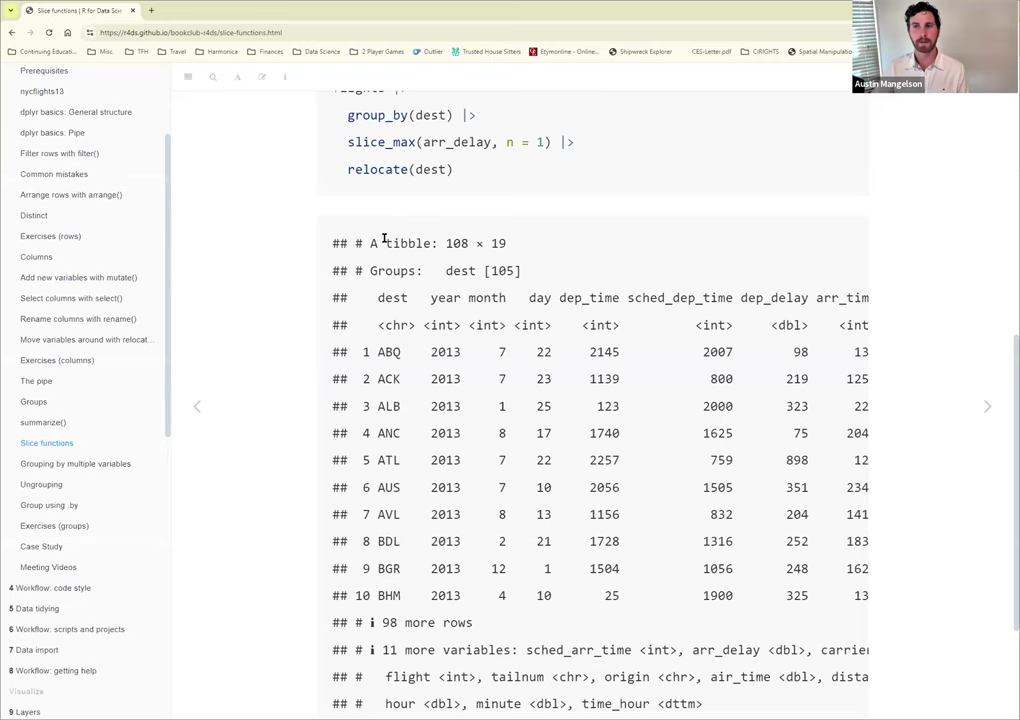 Slice functions | R for Data Scie
https://r4ds.github.io/bookclub-r4ds/slice-functions.html
Continuing Educati...
Misc.
TFH
Travel
Harmonica
Finances
Data Science
2 Player Games
Outlier
Trusted House Sitters
Etymonline - Online...
Shipwreck Explorer
CES-Letter.pdf
CIRIGHTS
Spatial Manipulatio
Austin Mangelson
Prerequisites
nycflights13
dplyr basics: General structure
dplyr basics: Pipe
Filter rows with filter()
Common mistakes
Arrange rows with arrange()
Distinct
Exercises (rows)
Columns
Add new variables with mutate()
Select columns with select()
Rename columns with rename()
Move variables around with relocat...
Exercises (columns)
The pipe
Groups
summarize()
Slice functions
Grouping by multiple variables
Ungrouping
Group using .by
Exercises (groups)
Case Study
Meeting Videos
4 Workflow: code style
5 Data tidying
6 Workflow: scripts and projects
7 Data import
8 Workflow: getting help
Visualize
9 Layers
group_by(dest) |>
slice_max(arr_delay, n = 1) |>
relocate(dest)
## # A tibble: 108 × 19
## # Groups: dest [105]
## dest year month day dep_time sched_dep_time dep_delay arr_tim
## <chr> <int> <int> <int> <int> <int> <dbl> <int
## 1 ABQ 2013 7 22 2145 2007 98 13
## 2 ACK 2013 7 23 1139 800 219 125
## 3 ALB 2013 1 25 123 2000 323 22
## 4 ANC 2013 8 17 1740 1625 75 204
## 5 ATL 2013 7 22 2257 759 898 12
## 6 AUS 2013 7 10 2056 1505 351 234
## 7 AVL 2013 8 13 1156 832 204 141
## 8 BDL 2013 2 21 1728 1316 252 183
## 9 BGR 2013 12 1 1504 1056 248 162
## 10 BHM 2013 4 10 25 1900 325 13
## # ℹ 98 more rows
## # ℹ 11 more variables: sched_arr_time <int>, arr_delay <dbl>, carrier
## # flight <int>, tailnum <chr>, origin <chr>, air_time <dbl>, dista
## # hour <dbl>, minute <dbl>, time_hour <dttm>